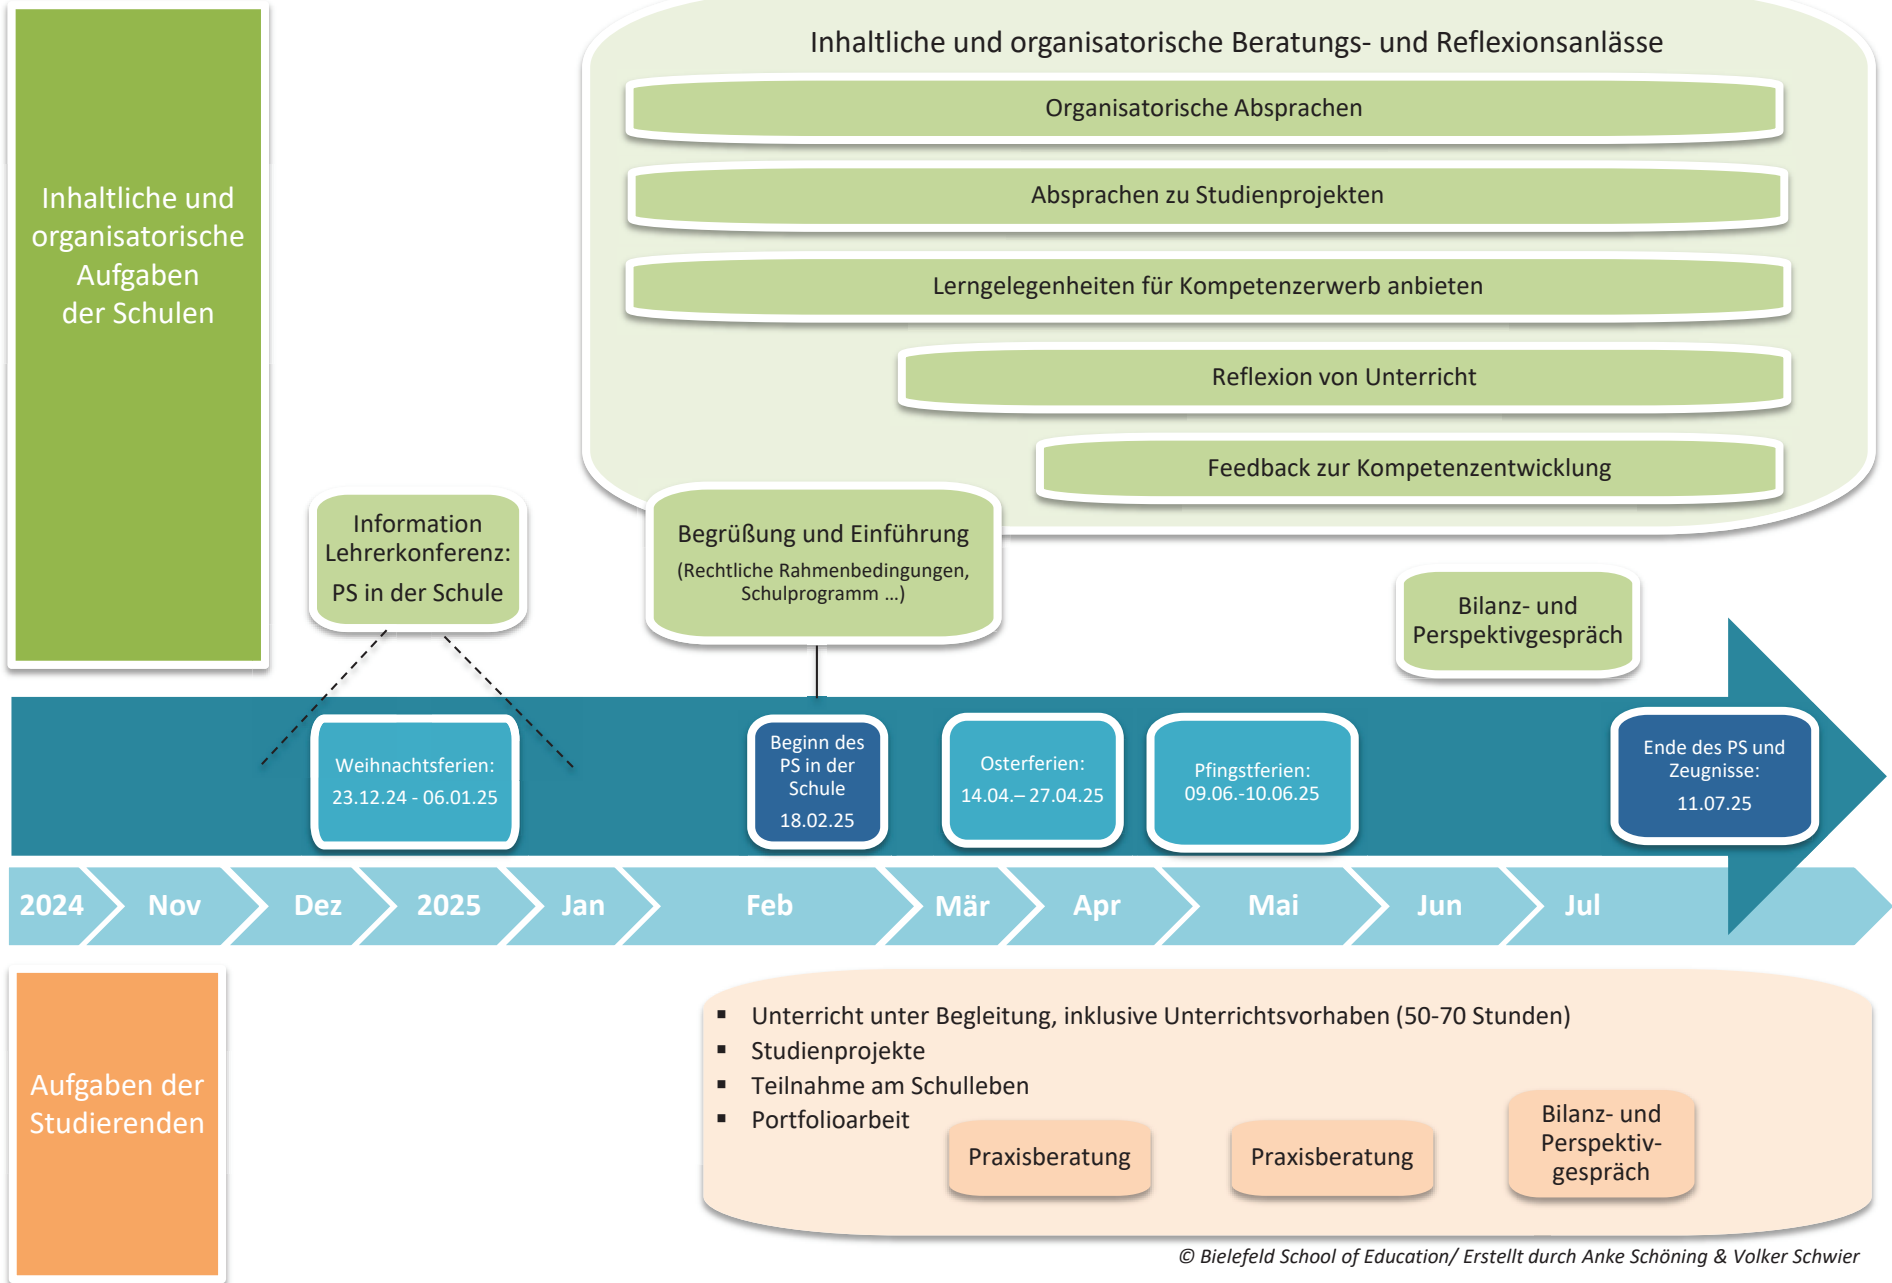 Inhaltliche und
organisatorische
Aufgaben
der Schulen
Inhaltliche und organisatorische Beratungs- und Reflexionsanlässe
Organisatorische Absprachen
Absprachen zu Studienprojekten
Lerngelegenheiten für Kompetenzerwerb anbieten
Reflexion von Unterricht
Feedback zur Kompetenzentwicklung
Information
Lehrerkonferenz:
PS in der Schule
Begrüßung und Einführung
(Rechtliche Rahmenbedingungen,
Schulprogramm ...)
Bilanz- und
Perspektivgespräch
Weihnachtsferien:
23.12.24 - 06.01.25
Beginn des
PS in der
Schule
18.02.25
Osterferien:
14.04.– 27.04.25
Pfingstferien:
09.06.-10.06.25
Ende des PS und
Zeugnisse:
11.07.25
2024 Nov Dez 2025 Jan Feb Mär Apr Mai Jun Jul
Aufgaben der
Studierenden
▪ Unterricht unter Begleitung, inklusive Unterrichtsvorhaben (50-70 Stunden)
▪ Studienprojekte
▪ Teilnahme am Schulleben
▪ Portfolioarbeit
Praxisberatung
Praxisberatung
Bilanz- und
Perspektiv-
gespräch
© Bielefeld School of Education/ Erstellt durch Anke Schöning & Volker Schwier